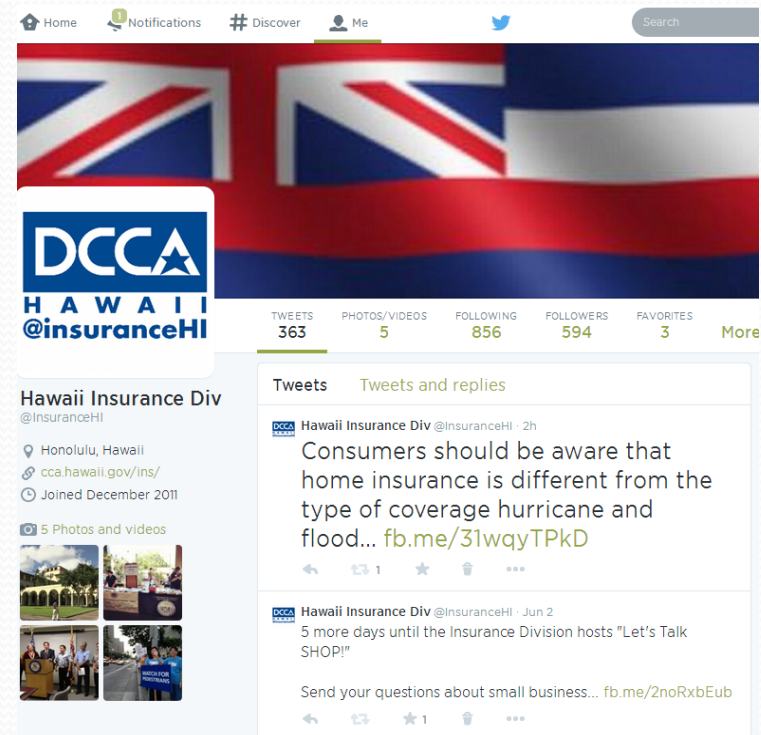 Home
1
Notifications
Discover
Me
Search
DCCA
HAWAII
@insuranceHI
TWEETS
363
PHOTOS/VIDEOS
5
FOLLOWING
856
FOLLOWERS
594
FAVORITES
3
More
Hawaii Insurance Div
@InsuranceHI
Honolulu, Hawaii
cca.hawaii.gov/ins/
Joined December 2011
5 Photos and videos
WATCH FOR
PEDESTRIANS
Tweets
Tweets and replies
DCCA
Hawaii Insurance Div @InsuranceHI · 2h
Consumers should be aware that
home insurance is different from the
type of coverage hurricane and
flood... fb.me/31wqyTPkD
1
DCCA
Hawaii Insurance Div @InsuranceHI · Jun 2
5 more days until the Insurance Division hosts "Let's Talk
SHOP!"
Send your questions about small business... fb.me/2noRxbEub
1